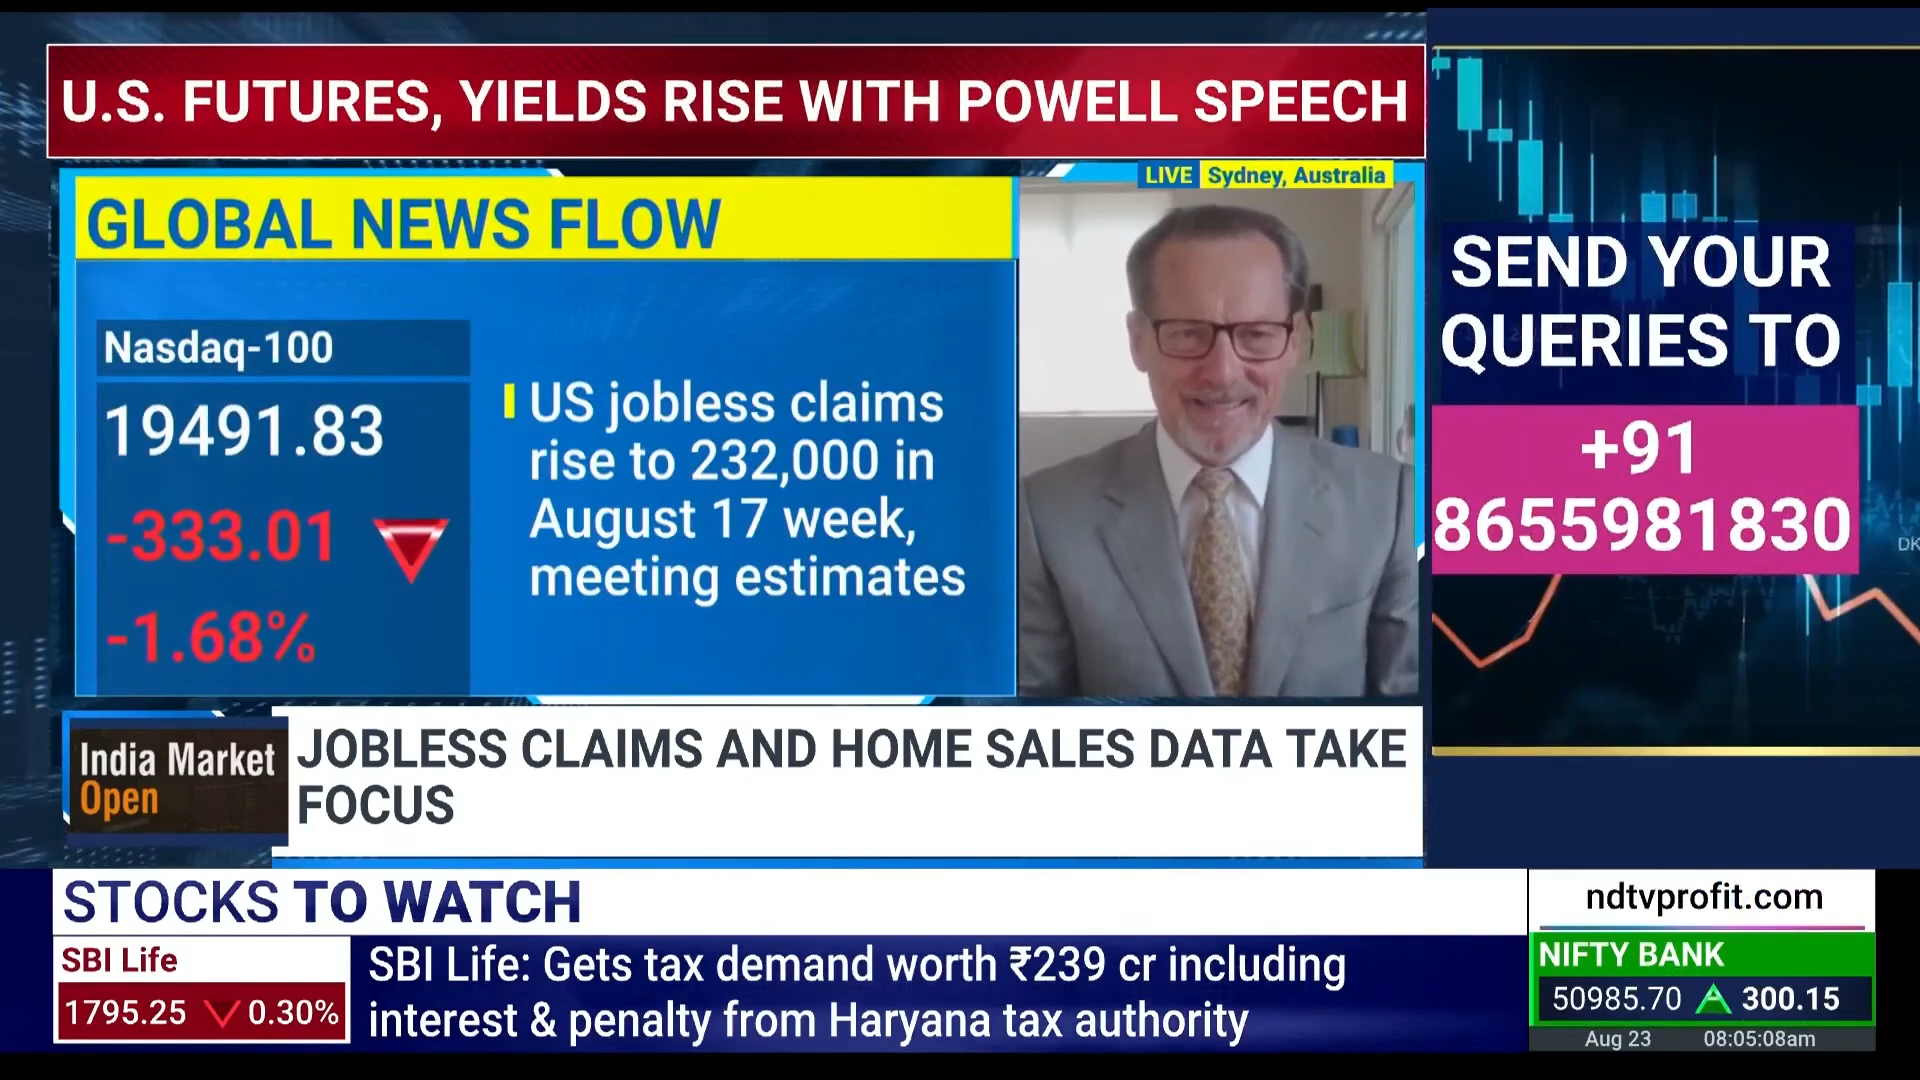 U.S. FUTURES, YIELDS RISE WITH POWELL SPEECH
LIVE Sydney, Australia
GLOBAL NEWS FLOW
Nasdaq-100
19491.83
-333.01
-1.68%
US jobless claims
rise to 232,000 in
August 17 week,
meeting estimates
SEND YOUR
QUERIES TO
+91
8655981830
DK
India Market
Open
JOBLESS CLAIMS AND HOME SALES DATA TAKE
FOCUS
STOCKS TO WATCH
SBI Life
1795.25 0.30%
SBI Life: Gets tax demand worth ₹239 cr including
interest & penalty from Haryana tax authority
ndtvprofit.com
NIFTY BANK
50985.70 300.15
Aug 23 08:05:08am